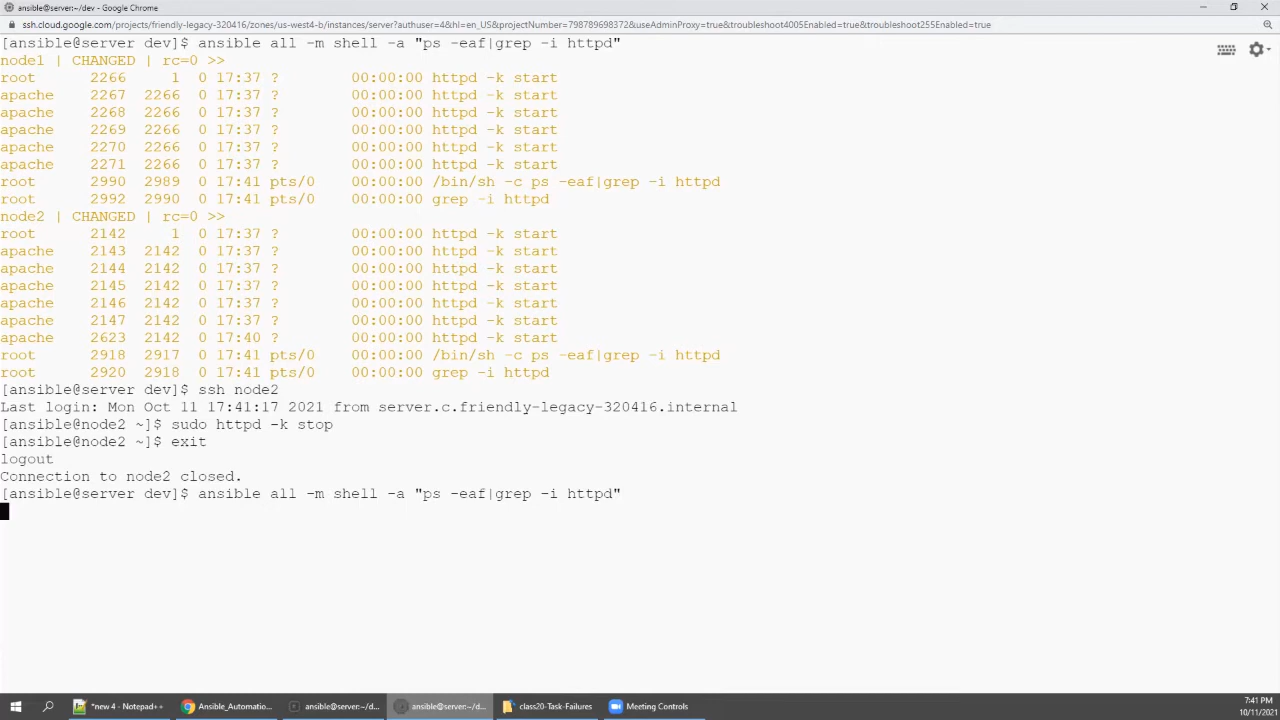 ansible@server:~/dev - Google Chrome
ssh.cloud.google.com/projects/friendly-legacy-320416/zones/us-west4-b/instances/server?authuser=4&hl=en_US&projectNumber=798789698372&useAdminProxy=true&troubleshoot4005Enabled=true&troubleshoot255Enabled=true
[ansible@server dev]$ ansible all -m shell -a "ps -eaf|grep -i httpd"
node1 | CHANGED | rc=0 >>
root 2266 1 0 17:37 ? 00:00:00 httpd -k start
apache 2267 2266 0 17:37 ? 00:00:00 httpd -k start
apache 2268 2266 0 17:37 ? 00:00:00 httpd -k start
apache 2269 2266 0 17:37 ? 00:00:00 httpd -k start
apache 2270 2266 0 17:37 ? 00:00:00 httpd -k start
apache 2271 2266 0 17:37 ? 00:00:00 httpd -k start
root 2990 2989 0 17:41 pts/0 00:00:00 /bin/sh -c ps -eaf|grep -i httpd
root 2992 2990 0 17:41 pts/0 00:00:00 grep -i httpd
node2 | CHANGED | rc=0 >>
root 2142 1 0 17:37 ? 00:00:00 httpd -k start
apache 2143 2142 0 17:37 ? 00:00:00 httpd -k start
apache 2144 2142 0 17:37 ? 00:00:00 httpd -k start
apache 2145 2142 0 17:37 ? 00:00:00 httpd -k start
apache 2146 2142 0 17:37 ? 00:00:00 httpd -k start
apache 2147 2142 0 17:37 ? 00:00:00 httpd -k start
apache 2623 2142 0 17:40 ? 00:00:00 httpd -k start
root 2918 2917 0 17:41 pts/0 00:00:00 /bin/sh -c ps -eaf|grep -i httpd
root 2920 2918 0 17:41 pts/0 00:00:00 grep -i httpd
[ansible@server dev]$ ssh node2
Last login: Mon Oct 11 17:41:17 2021 from server.c.friendly-legacy-320416.internal
[ansible@node2 ~]$ sudo httpd -k stop
[ansible@node2 ~]$ exit
logout
Connection to node2 closed.
[ansible@server dev]$ ansible all -m shell -a "ps -eaf|grep -i httpd"
*new 4 - Notepad++
Ansible_Automatio...
ansible@server:~/d...
ansible@server:~/d...
class20-Task-Failures
Meeting Controls
7:41 PM
10/11/2021